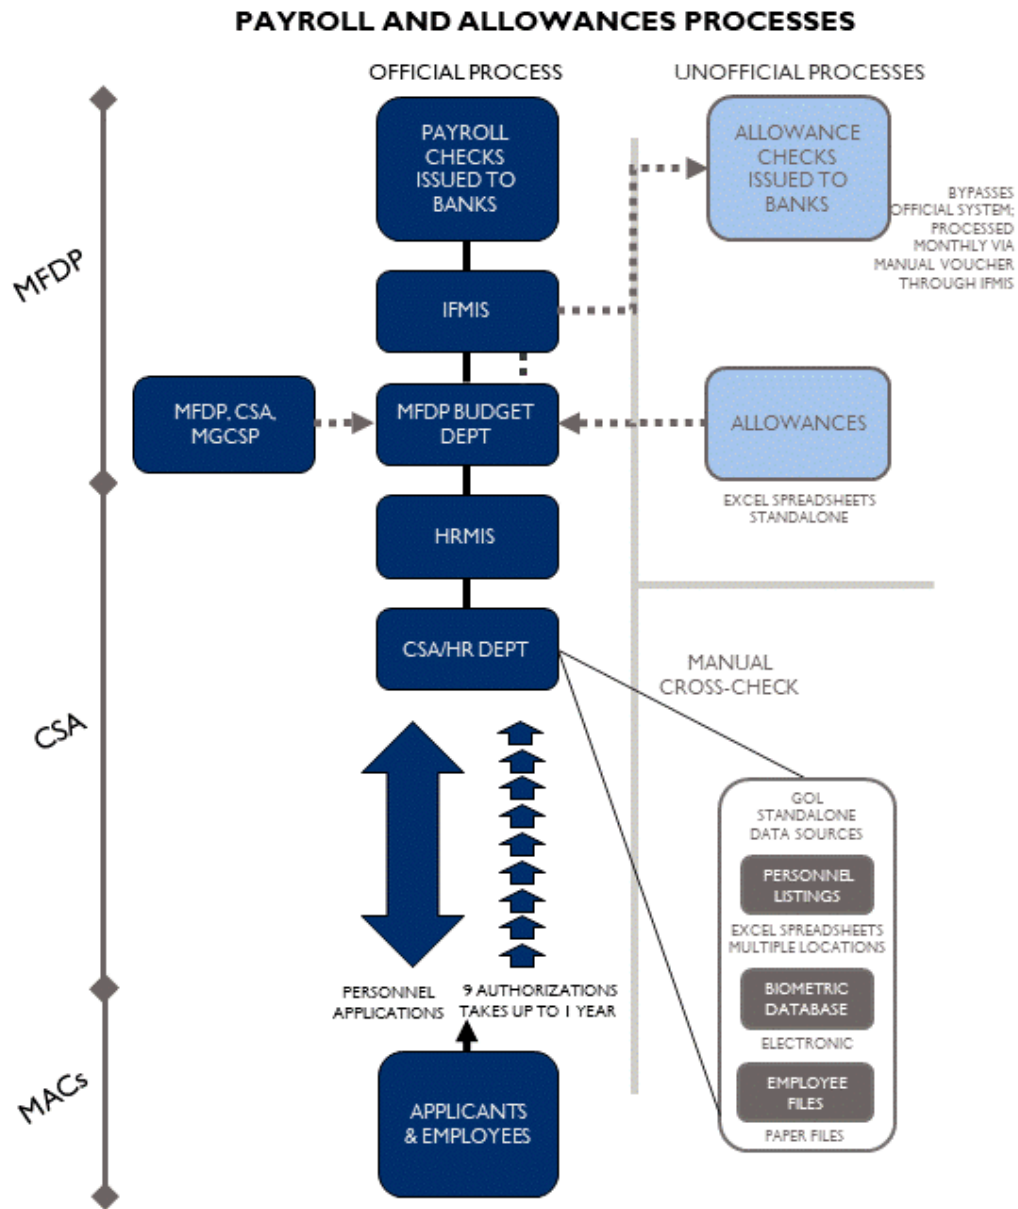 PAYROLL AND ALLOWANCES PROCESSES
OFFICIAL PROCESS
UNOFFICIAL PROCESSES
PAYROLL
CHECKS
ISSUED TO
BANKS
ALLOWANCE
CHECKS
ISSUED TO
BANKS
BYPASSES
OFFICIAL SYSTEM;
PROCESSED
MONTHLY VIA
MANUAL VOUCHER
THROUGH IFMIS
MFDP
IFMIS
MFDP, CSA,
MGCSP
MFDP BUDGET
DEPT
ALLOWANCES
EXCEL SPREADSHEETS
STANDALONE
HRMIS
CSA/HR DEPT
MANUAL
CROSS-CHECK
CSA
GOL
STANDALONE
DATA SOURCES
PERSONNEL
LISTINGS
EXCEL SPREADSHEETS
MULTIPLE LOCATIONS
BIOMETRIC
DATABASE
ELECTRONIC
EMPLOYEE
FILES
PAPER FILES
PERSONNEL
APPLICATIONS
9 AUTHORIZATIONS
TAKES UP TO 1 YEAR
MACs
APPLICANTS
& EMPLOYEES